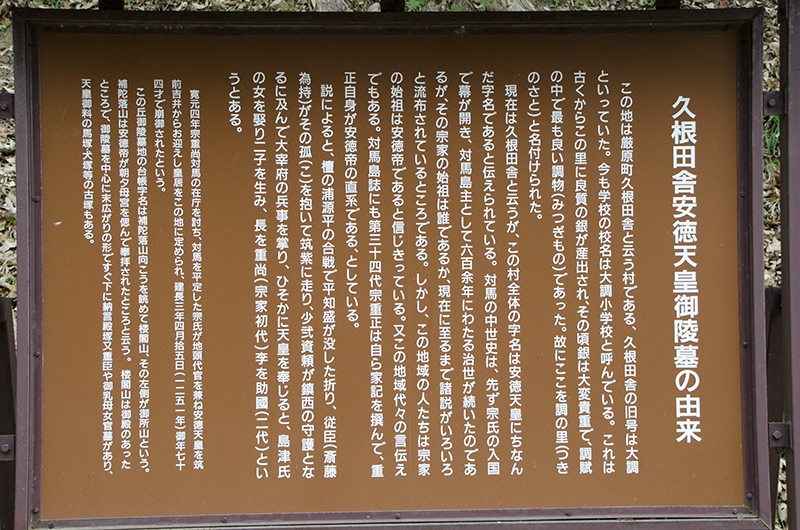 久根田舎安徳天皇御陵墓の由来
この地は厳原町久根田舎と云う村である、久根田舎の旧号は大調
といっていた。今も学校の校名は大調小学校と呼んでいる。これは
古くからこの里に良質の銀が産出され、その頃銀は大変貴重で、調賦
の中で最も良い調物(みつぎもの)であった。故にここを調の里(つき
のさと)と名付けられた。
現在は久根田舎と云うが、この村全体の字名は安徳天皇にちなん
だ字名であると伝えられている。対馬の中世史は、先ず宗氏の入国
で幕が開き、対馬島主として六百余年にわたる治世が続いたのであ
るが、その宗家の始祖は誰であるか、現在に至るまで諸説がいろいろ
と流布されているところである。しかし、この地域の人たちは宗家
の始祖は安徳帝であると信じきっている。又この地域代々の言伝え
でもある。対馬島誌にも第三十四代宗重正は自ら家記を撰んで、重
正自身が安徳帝の直系である、としている。
説によると、檀の浦源平の合戦で平知盛が没した折り、従臣(斎藤
為持)がその孤(こ)を抱いて筑紫に走り、少弐資頼が鎮西の守護とな
るに及んで大宰府の兵事を掌り、ひそかに天皇を奉じると、島津氏
の女を娶り二子を生み、長を重尚(宗家初代)李を助國(二代)とい
うとある。
寛元四年宗重尚対馬の在庁を討ち、対馬を平定した宗氏が地頭代官を兼ね安徳天皇を筑
前吉井からお迎えし皇居をこの地に定められ、建長三年四月拾五日(一二五一年)御年七十
四才で崩御されたという。
この丘御陵墓地の台帳字名は補陀落山向こうを眺めて楼閣山、その左側が御所山という。
補陀落山は安徳帝が朝夕母宮を偲んで奉拝されたところと云う。楼閣山は御殿のあった
ところで、御陵墓を中心に末広がりの形ですぐ下に納言殿塚又重臣や御乳母女官墓があり、
天皇御料の馬塚犬塚等の古塚もある。